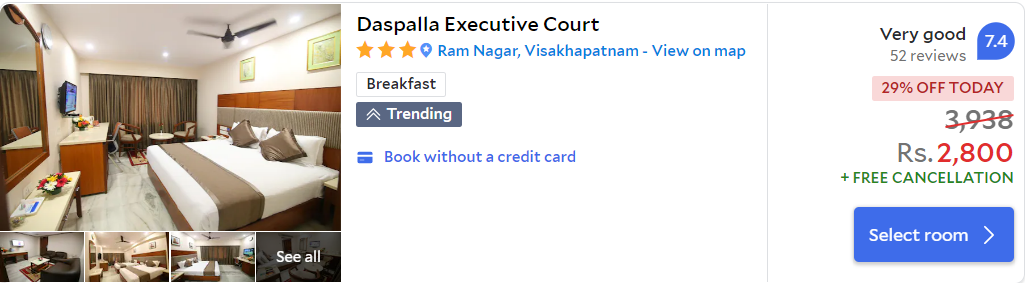 Daspalla Executive Court
Ram Nagar, Visakhapatnam - View on map
Breakfast
Trending
Book without a credit card
See all
Very good
52 reviews
7.4
29% OFF TODAY
3,938
Rs. 2,800
+ FREE CANCELLATION
Select room